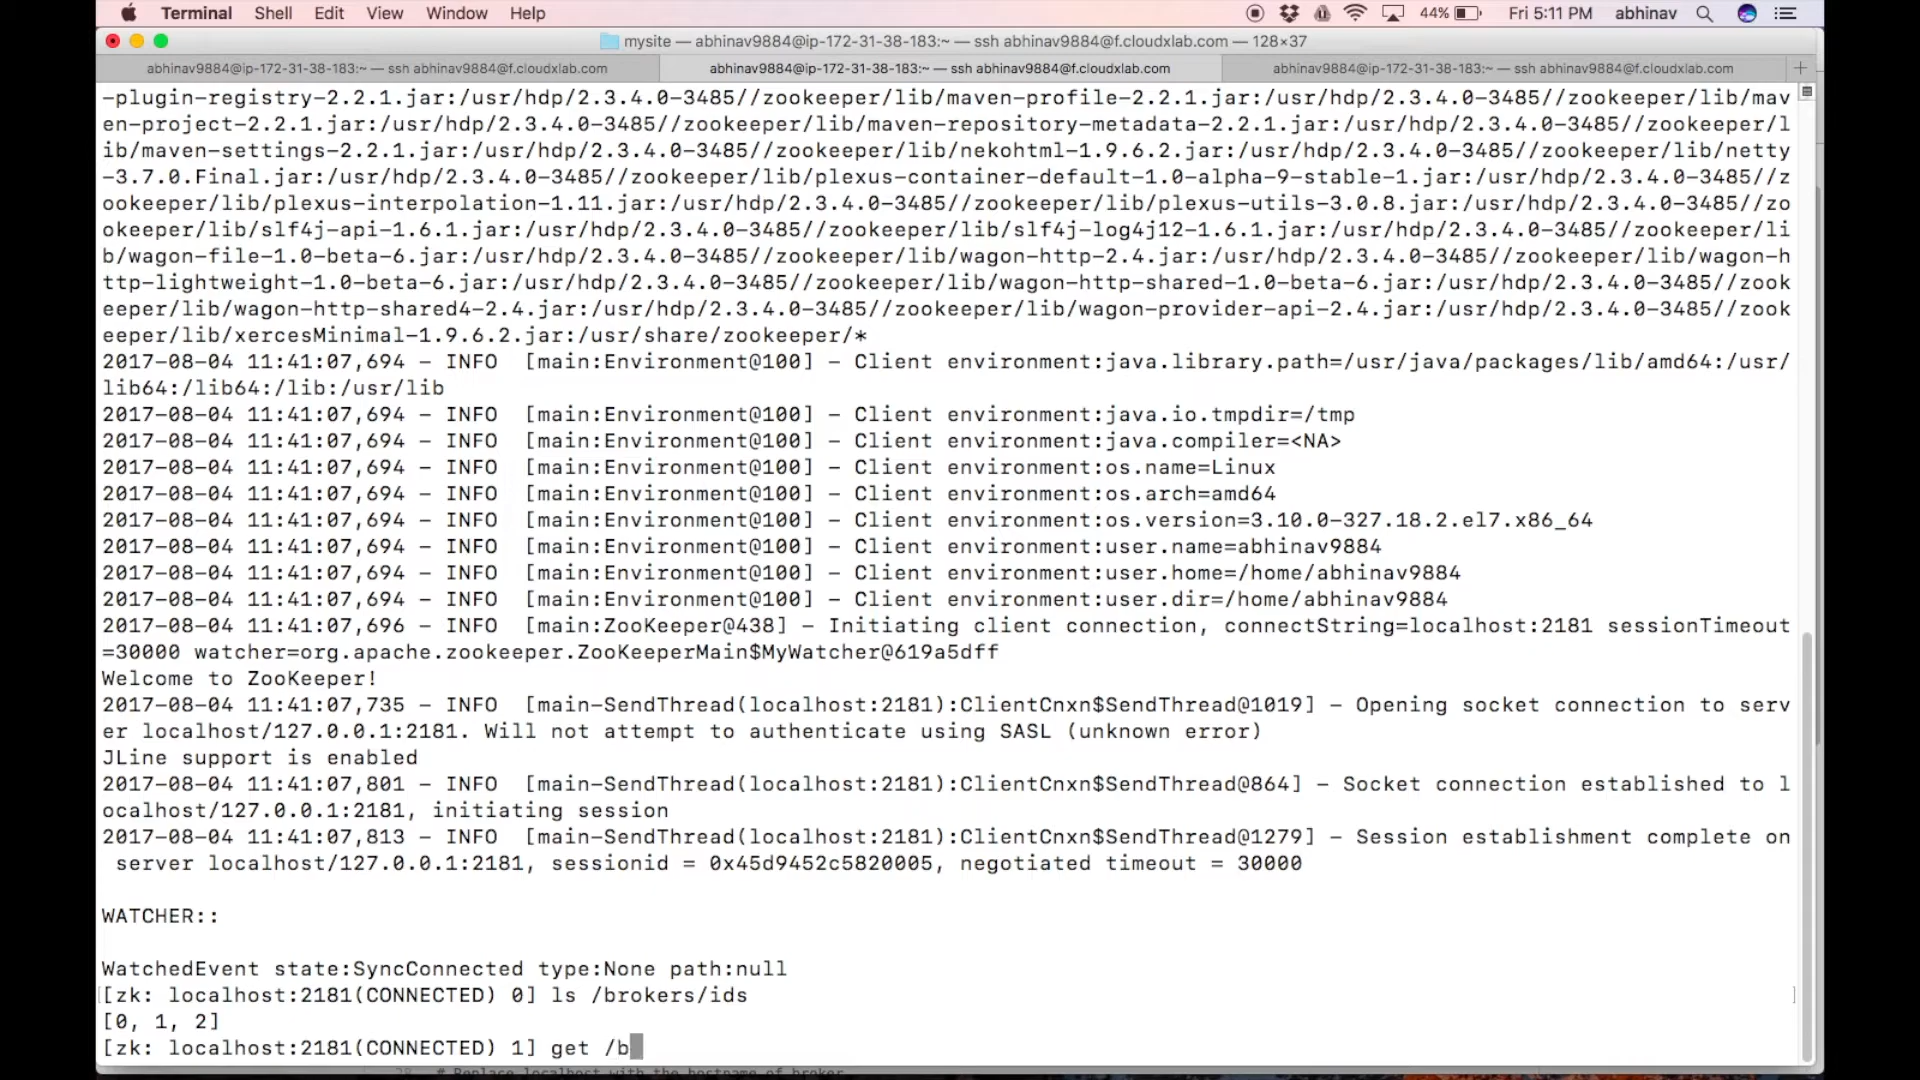 Terminal Shell Edit View Window Help 44% Fri 5:11 PM abhinav
mysite — abhinav9884@ip-172-31-38-183:~ — ssh abhinav9884@f.cloudxlab.com — 128×37
abhinav9884@ip-172-31-38-183:~ — ssh abhinav9884@f.cloudxlab.com abhinav9884@ip-172-31-38-183:~ — ssh abhinav9884@f.cloudxlab.com abhinav9884@ip-172-31-38-183:~ — ssh abhinav9884@f.cloudxlab.com +
-plugin-registry-2.2.1.jar:/usr/hdp/2.3.4.0-3485//zookeeper/lib/maven-profile-2.2.1.jar:/usr/hdp/2.3.4.0-3485//zookeeper/lib/mav
en-project-2.2.1.jar:/usr/hdp/2.3.4.0-3485//zookeeper/lib/maven-repository-metadata-2.2.1.jar:/usr/hdp/2.3.4.0-3485//zookeeper/l
ib/maven-settings-2.2.1.jar:/usr/hdp/2.3.4.0-3485//zookeeper/lib/nekohtml-1.9.6.2.jar:/usr/hdp/2.3.4.0-3485//zookeeper/lib/netty
-3.7.0.Final.jar:/usr/hdp/2.3.4.0-3485//zookeeper/lib/plexus-container-default-1.0-alpha-9-stable-1.jar:/usr/hdp/2.3.4.0-3485//z
ookeeper/lib/plexus-interpolation-1.11.jar:/usr/hdp/2.3.4.0-3485//zookeeper/lib/plexus-utils-3.0.8.jar:/usr/hdp/2.3.4.0-3485//zo
okeeper/lib/slf4j-api-1.6.1.jar:/usr/hdp/2.3.4.0-3485//zookeeper/lib/slf4j-log4j12-1.6.1.jar:/usr/hdp/2.3.4.0-3485//zookeeper/li
b/wagon-file-1.0-beta-6.jar:/usr/hdp/2.3.4.0-3485//zookeeper/lib/wagon-http-2.4.jar:/usr/hdp/2.3.4.0-3485//zookeeper/lib/wagon-h
ttp-lightweight-1.0-beta-6.jar:/usr/hdp/2.3.4.0-3485//zookeeper/lib/wagon-http-shared-1.0-beta-6.jar:/usr/hdp/2.3.4.0-3485//zook
eeper/lib/wagon-http-shared4-2.4.jar:/usr/hdp/2.3.4.0-3485//zookeeper/lib/wagon-provider-api-2.4.jar:/usr/hdp/2.3.4.0-3485//zook
eeper/lib/xercesMinimal-1.9.6.2.jar:/usr/share/zookeeper/*
2017-08-04 11:41:07,694 - INFO  [main:Environment@100] - Client environment:java.library.path=/usr/java/packages/lib/amd64:/usr/
lib64:/lib64:/lib:/usr/lib
2017-08-04 11:41:07,694 - INFO  [main:Environment@100] - Client environment:java.io.tmpdir=/tmp
2017-08-04 11:41:07,694 - INFO  [main:Environment@100] - Client environment:java.compiler=<NA>
2017-08-04 11:41:07,694 - INFO  [main:Environment@100] - Client environment:os.name=Linux
2017-08-04 11:41:07,694 - INFO  [main:Environment@100] - Client environment:os.arch=amd64
2017-08-04 11:41:07,694 - INFO  [main:Environment@100] - Client environment:os.version=3.10.0-327.18.2.el7.x86_64
2017-08-04 11:41:07,694 - INFO  [main:Environment@100] - Client environment:user.name=abhinav9884
2017-08-04 11:41:07,694 - INFO  [main:Environment@100] - Client environment:user.home=/home/abhinav9884
2017-08-04 11:41:07,694 - INFO  [main:Environment@100] - Client environment:user.dir=/home/abhinav9884
2017-08-04 11:41:07,696 - INFO  [main:ZooKeeper@438] - Initiating client connection, connectString=localhost:2181 sessionTimeout
=30000 watcher=org.apache.zookeeper.ZooKeeperMain$MyWatcher@619a5dff
Welcome to ZooKeeper!
2017-08-04 11:41:07,735 - INFO  [main-SendThread(localhost:2181):ClientCnxn$SendThread@1019] - Opening socket connection to serv
er localhost/127.0.0.1:2181. Will not attempt to authenticate using SASL (unknown error)
JLine support is enabled
2017-08-04 11:41:07,801 - INFO  [main-SendThread(localhost:2181):ClientCnxn$SendThread@864] - Socket connection established to l
ocalhost/127.0.0.1:2181, initiating session
2017-08-04 11:41:07,813 - INFO  [main-SendThread(localhost:2181):ClientCnxn$SendThread@1279] - Session establishment complete on
 server localhost/127.0.0.1:2181, sessionid = 0x45d9452c5820005, negotiated timeout = 30000
WATCHER::
WatchedEvent state:SyncConnected type:None path:null
[zk: localhost:2181(CONNECTED) 0] ls /brokers/ids
[0, 1, 2]
[zk: localhost:2181(CONNECTED) 1] get /b
# Replace localhost with the hostname of broker